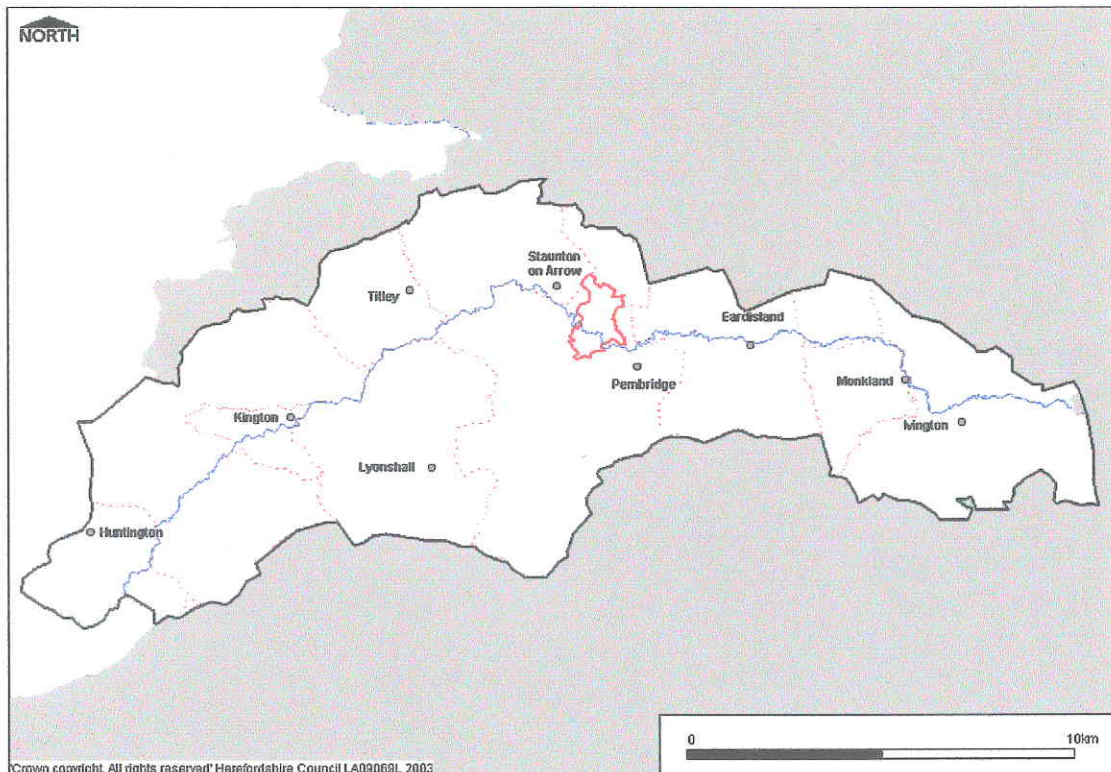 NORTH
Staunton
on Arrow
Titley
Eardisland
Pembridge
Monkland
Kington
Ivington
Lyonshall
Huntington
0 10km
'Crown copyright. All rights reserved' Herefordshire Council LA09069L 2003